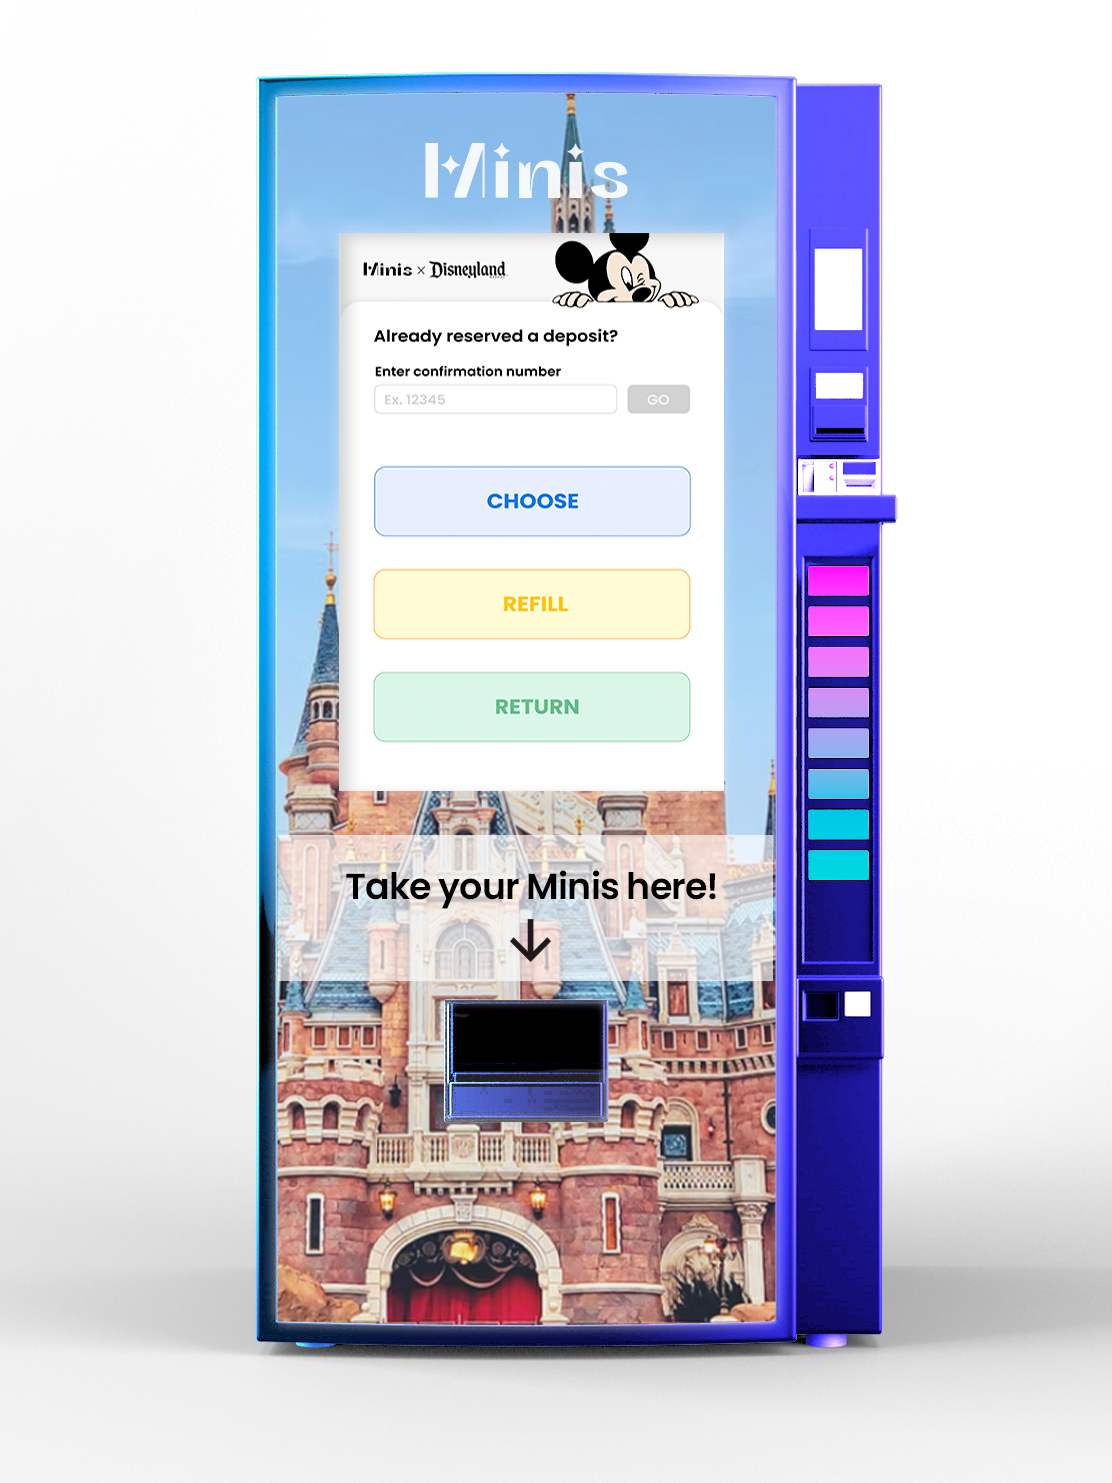 Minis
Minis × Disneyland
Already reserved a deposit?
Enter confirmation number
Ex. 12345
GO
CHOOSE
REFILL
RETURN
Take your Minis here!